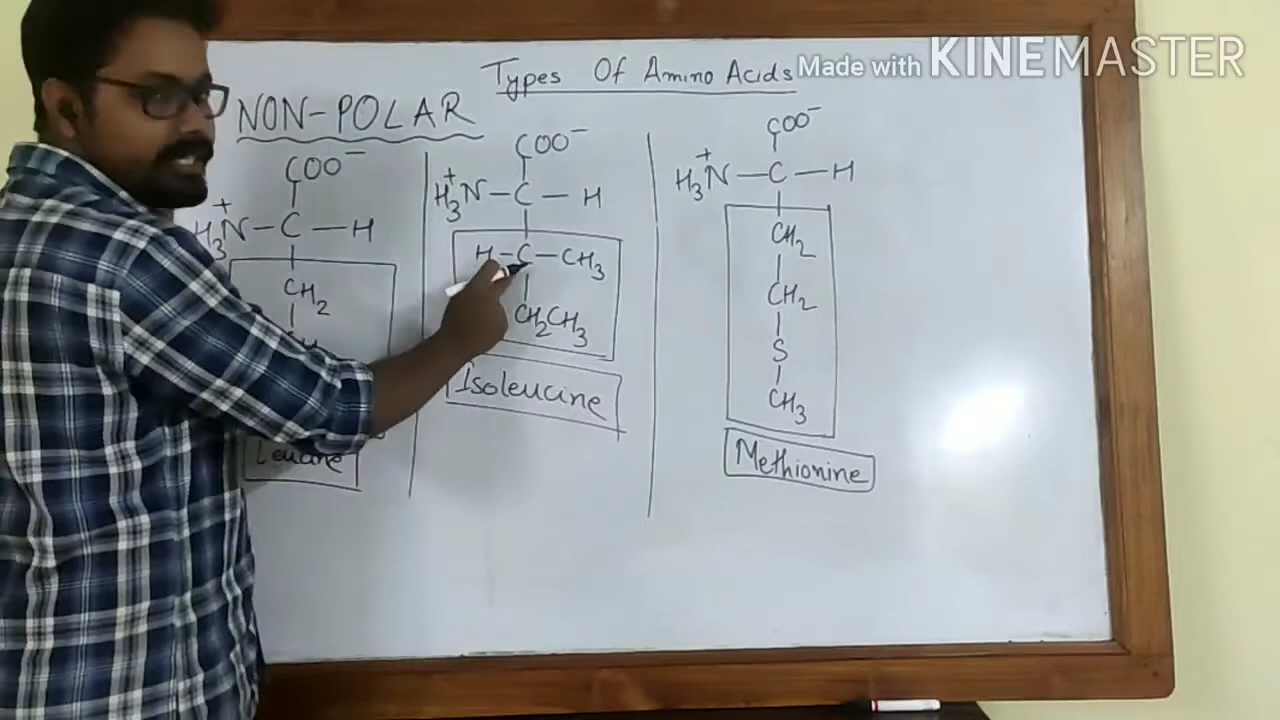 Types Of Amino Acids
Made with KINEMASTER
NON-POLAR
COO⁻
H₃N⁺—C—H
CH₂
Leucine
COO⁻
H₃N⁺—C—H
H—C—CH₃
CH₂CH₃
Isoleucine
COO⁻
H₃N⁺—C—H
CH₂
CH₂
S
CH₃
Methionine